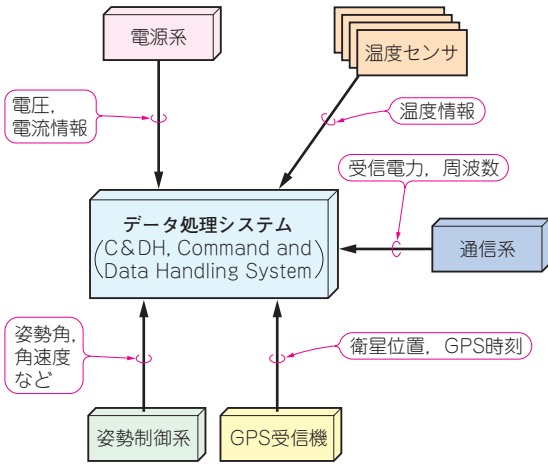 電源系
温度センサ
電圧,
電流情報
温度情報
受信電力, 周波数
データ処理システム
(C&DH, Command and
Data Handling System)
通信系
姿勢角,
角速度
など
衛星位置, GPS時刻
姿勢制御系
GPS受信機